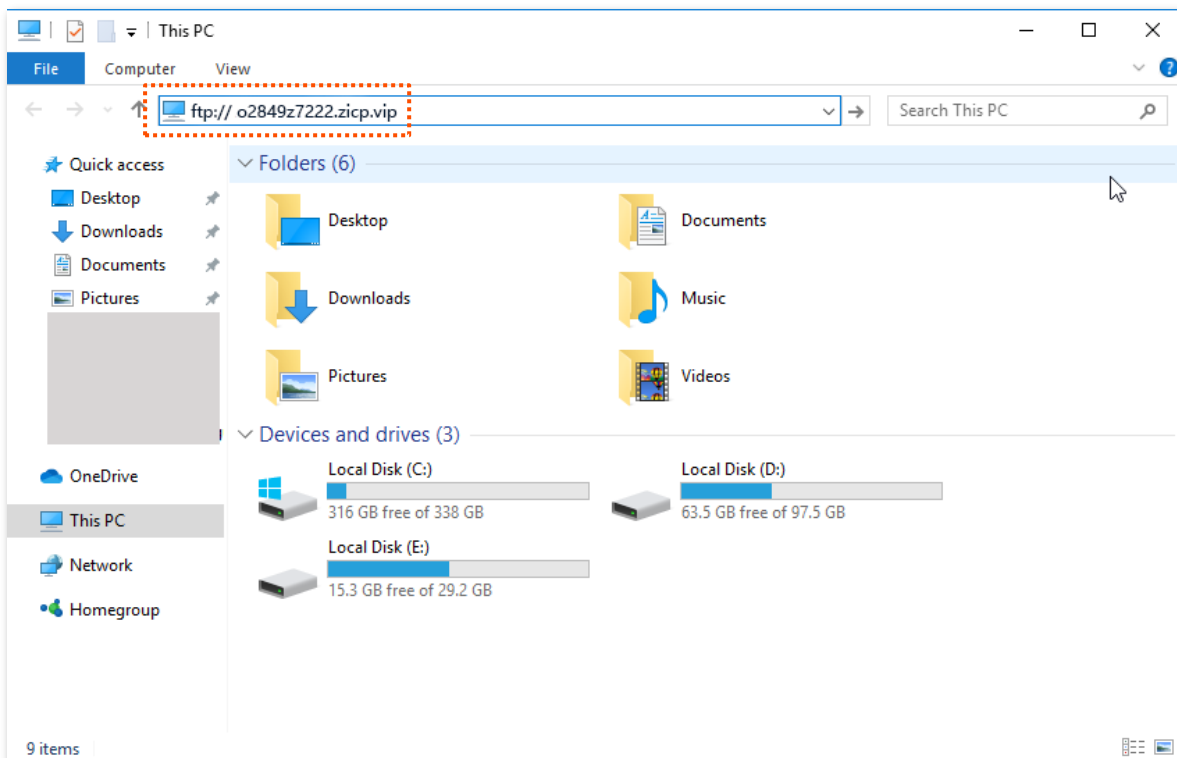 This PC
File Computer View
ftp:// o2849z7222.zicp.vip
Search This PC
Quick access
Desktop
Downloads
Documents
Pictures
OneDrive
This PC
Network
Homegroup
Folders (6)
Desktop
Documents
Downloads
Music
Pictures
Videos
Devices and drives (3)
Local Disk (C:)
316 GB free of 338 GB
Local Disk (D:)
63.5 GB free of 97.5 GB
Local Disk (E:)
15.3 GB free of 29.2 GB
9 items